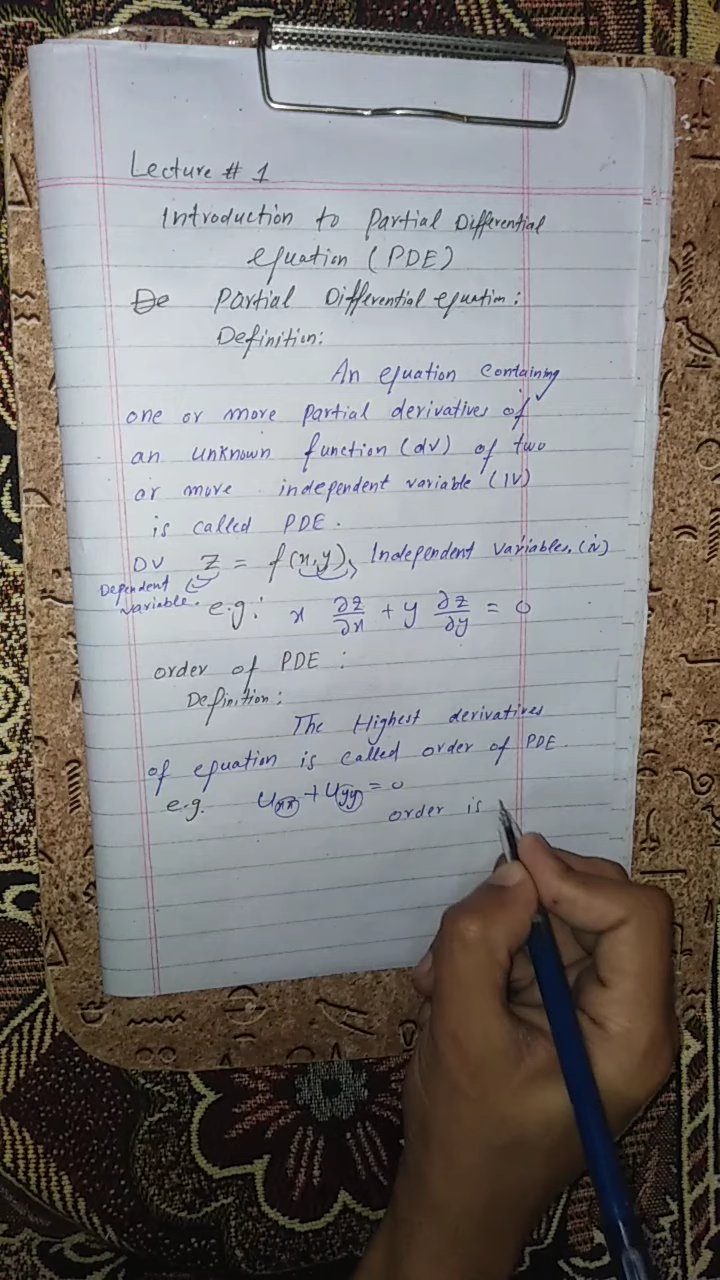 Lecture # 1
Introduction to Partial Differential
equation (PDE)
De Partial Differential equation:
Definition:
An equation containing
one or more partial derivatives of
an unknown function (dv) of two
or more independent variable (IV)
is called PDE.
DV z = f(x,y), Independent variables. (iv)
Dependent
variable.
e.g: x ∂z/∂x + y ∂z/∂y = 0
order of PDE :
Definition:
The Highest derivatives
of equation is called order of PDE
e.g. Uxx + Uyy = 0
order is